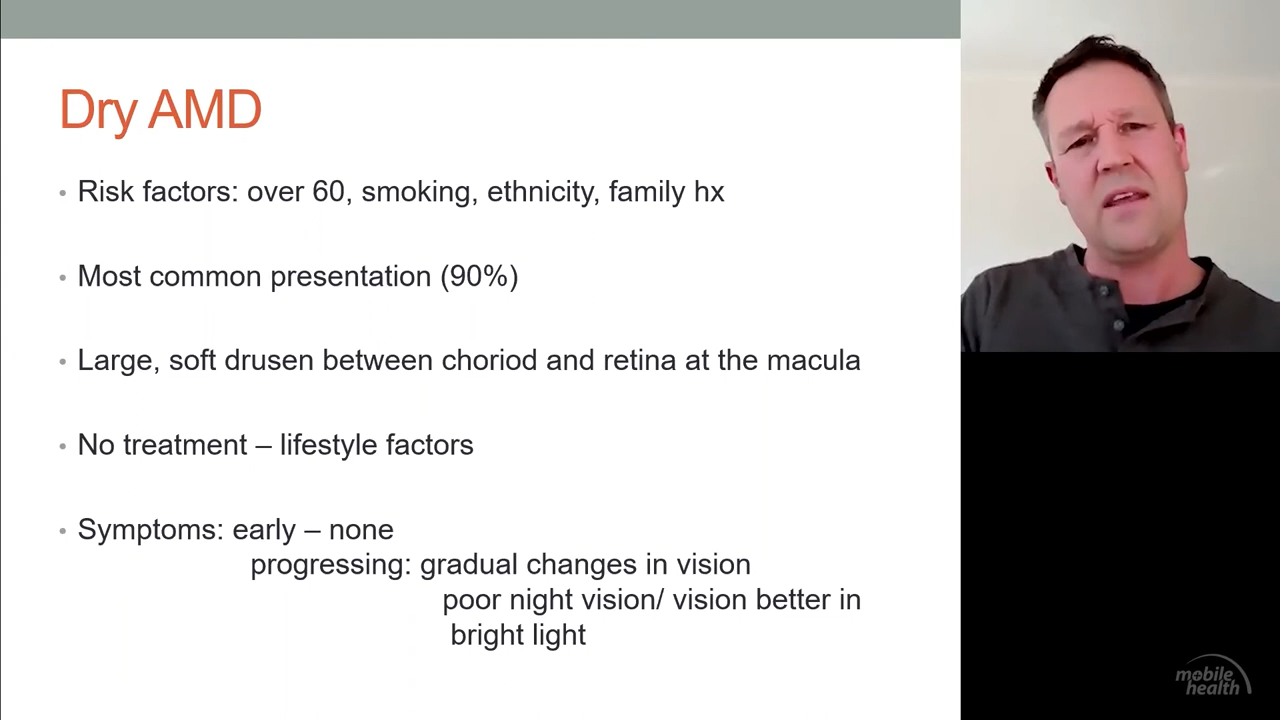 Dry AMD
• Risk factors: over 60, smoking, ethnicity, family hx
• Most common presentation (90%)
• Large, soft drusen between choriod and retina at the macula
• No treatment – lifestyle factors
• Symptoms: early – none
progressing: gradual changes in vision
poor night vision/ vision better in
bright light
mobile
health